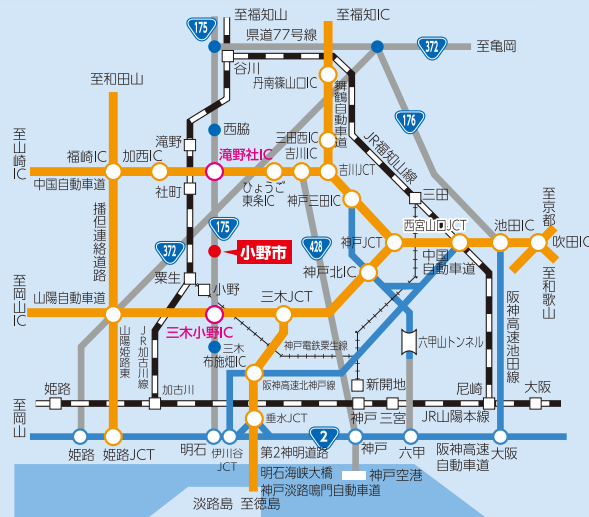 至福知山
至福知IC
175
県道77号線
372
至亀岡
谷川
丹南篠山口IC
舞鶴自動車道
至和田山
176
西脇
三田西IC
JR福知山線
至山崎IC
滝野
福崎IC
加西IC
滝野社IC
吉川IC
吉川JCT
中国自動車道
社町
ひょうご
東条IC
神戸三田IC
三田
至京都
播但連絡道路
175
西宮山口JCT
池田IC
372
小野市
428
神戸JCT
中国
自動車道
吹田IC
粟生
神戸北IC
至和歌山
至岡山IC
山陽自動車道
小野
三木JCT
阪神高速池田線
三木小野IC
山陽姫路東
JR加古川線
三木
布施畑IC
神戸電鉄粟生線
六甲山トンネル
阪神高速北神戸線
姫路
加古川
新開地
尼崎
大阪
至岡山
垂水JCT
神戸
三宮
JR山陽本線
2
姫路
姫路JCT
明石
伊川谷
JCT
第2神明道路
神戸
六甲
阪神高速
自動車道
大阪
明石海峡大橋
神戸淡路鳴門自動車道
神戸空港
淡路島
至徳島